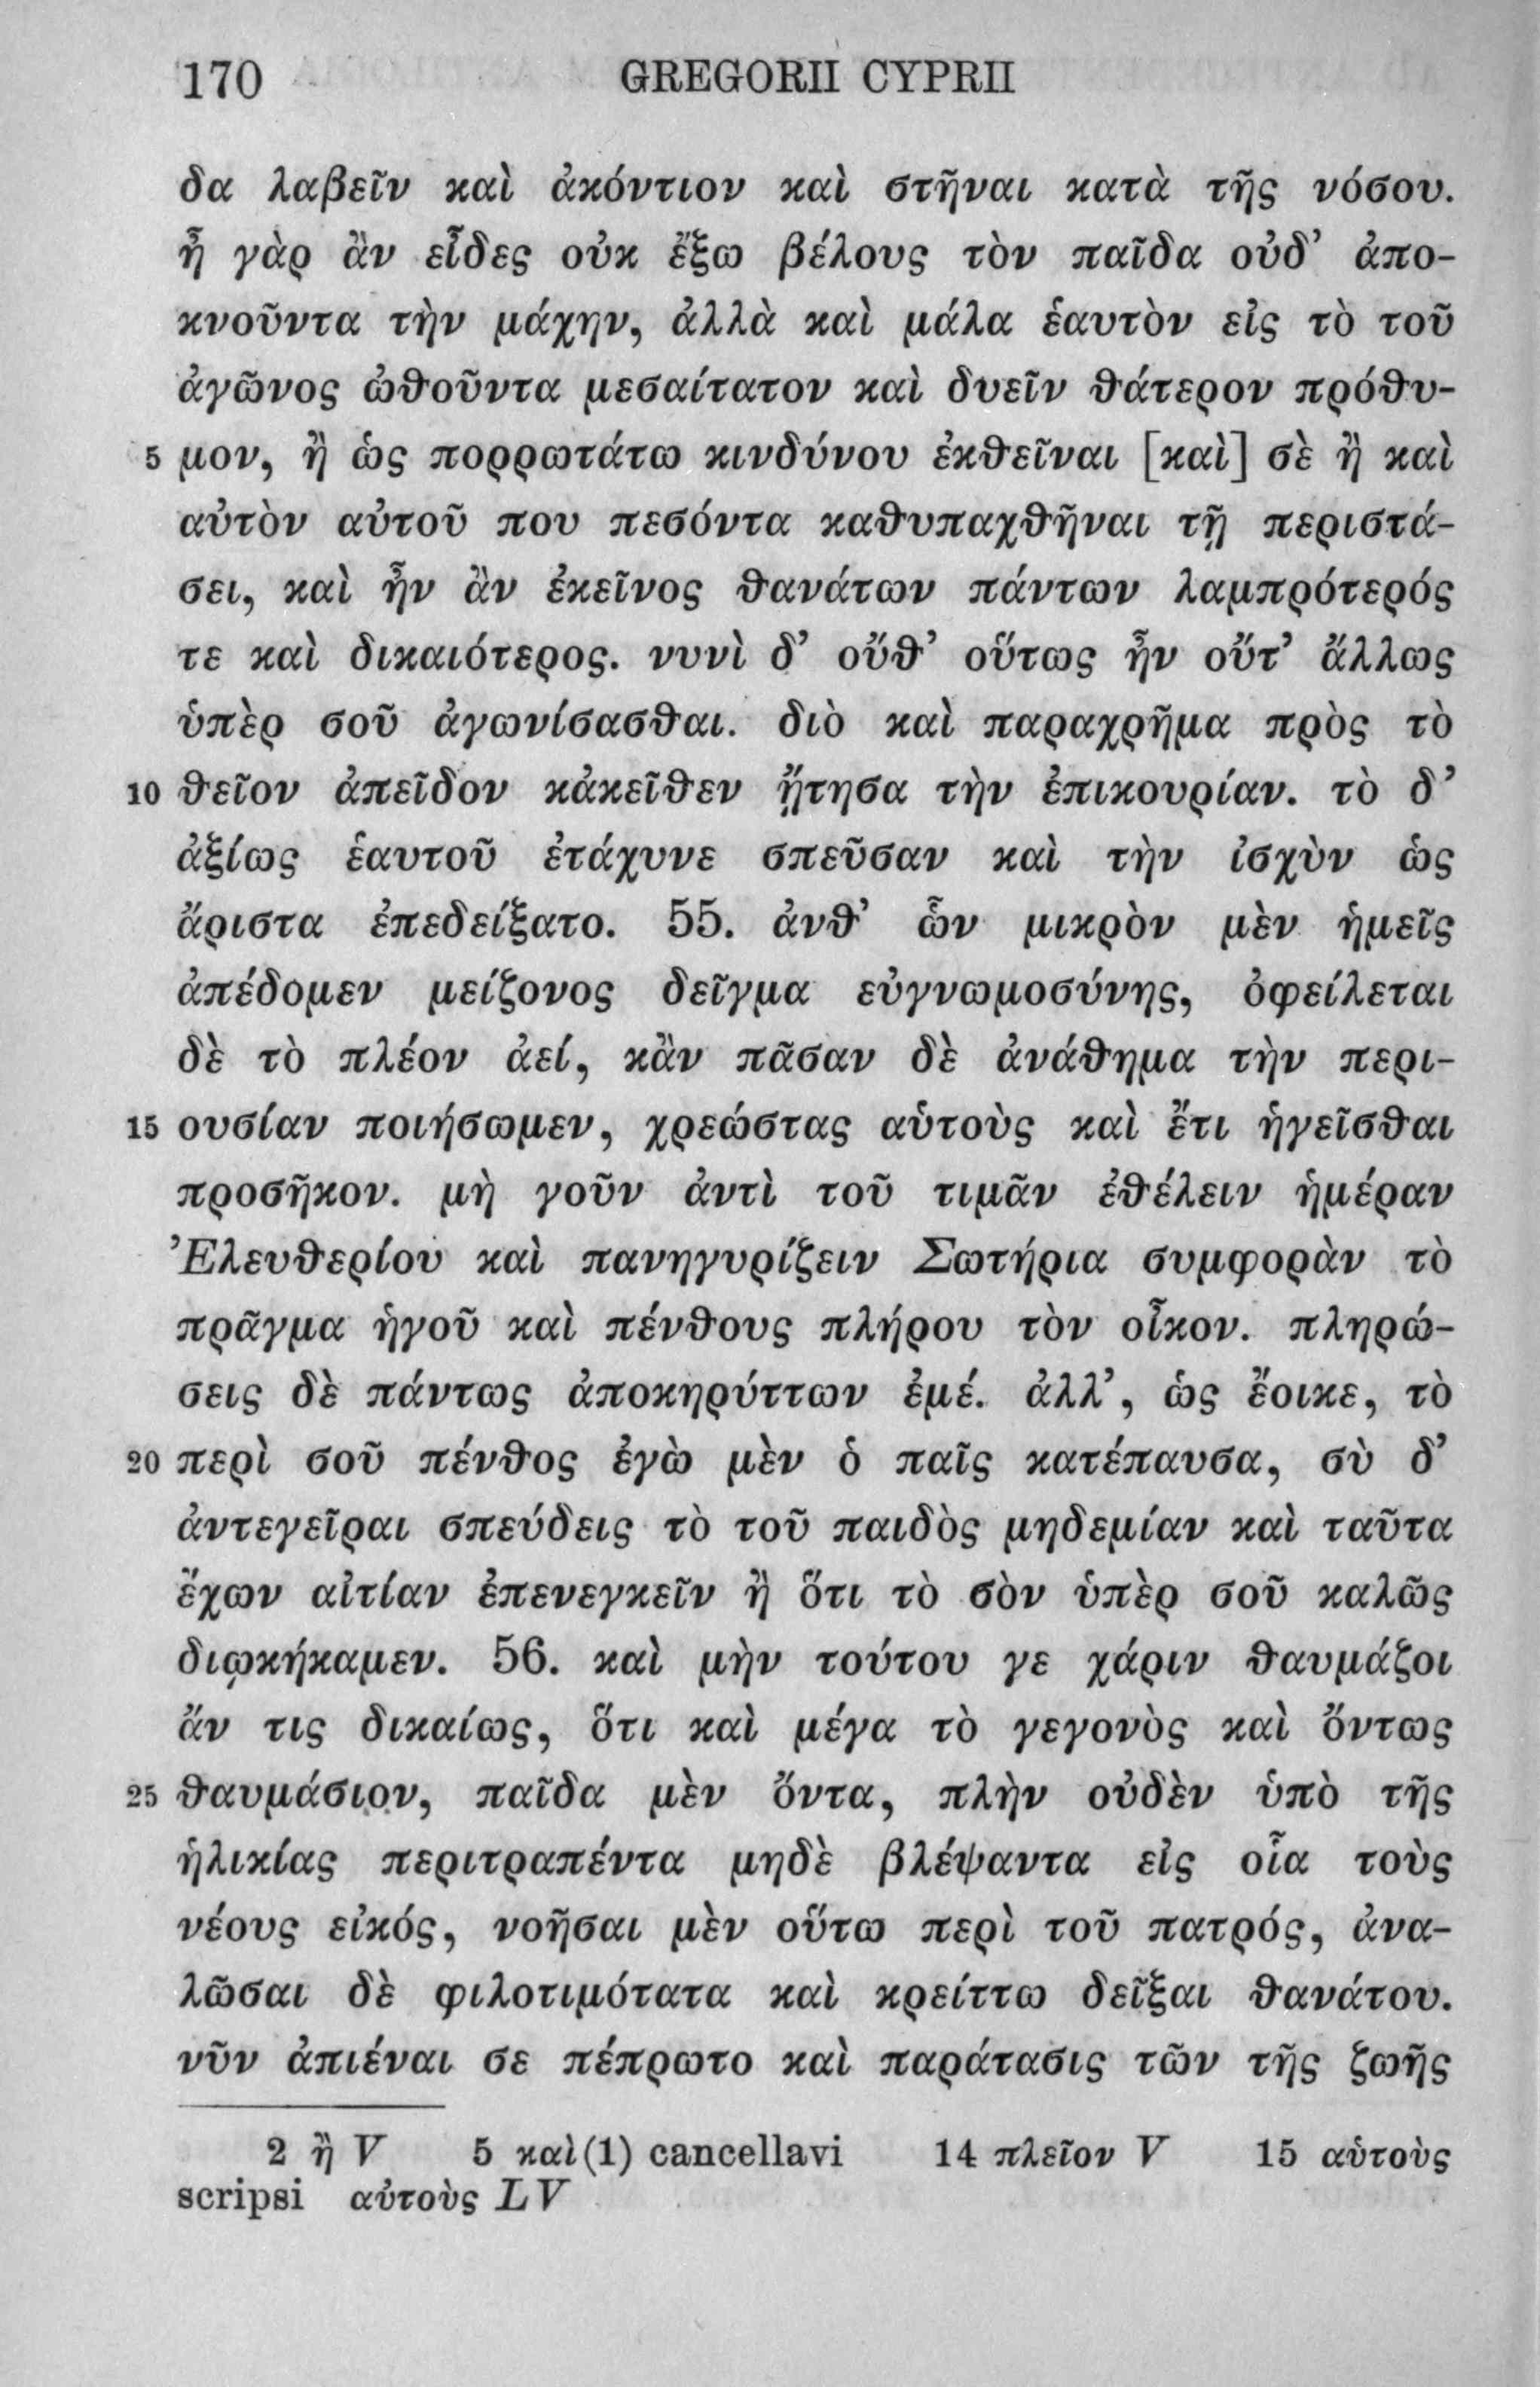 170 GREGORII CYPRII
δα λαβεῖν καὶ ἀκόντιον καὶ στῆναι κατὰ τῆς νόσου.
ἦ γὰρ ἂν εἶδες οὐκ ἔξω βέλους τὸν παῖδα οὐδ’ ἀπο-
κνοῦντα τὴν μάχην, ἀλλὰ καὶ μάλα ἑαυτὸν εἰς τὸ τοῦ
ἀγῶνος ὠθοῦντα μεσαίτατον καὶ δυεῖν θάτερον πρόθυ-
5 μον, ἢ ὡς πορρωτάτω κινδύνου ἐκθεῖναι [καὶ] σὲ ἢ καὶ
αὐτὸν αὐτοῦ που πεσόντα καθυπαχθῆναι τῇ περιστά-
σει, καὶ ἦν ἂν ἐκεῖνος θανάτων πάντων λαμπρότερός
τε καὶ δικαιότερος. νυνὶ δ’ οὔθ’ οὕτως ἦν οὔτ’ ἄλλως
ὑπὲρ σοῦ ἀγωνίσασθαι. διὸ καὶ παραχρῆμα πρὸς τὸ
10 θεῖον ἀπεῖδον κἀκεῖθεν ᾔτησα τὴν ἐπικουρίαν. τὸ δ’
ἀξίως ἑαυτοῦ ἐτάχυνε σπεῦσαν καὶ τὴν ἰσχὺν ὡς
ἄριστα ἐπεδείξατο. 55. ἀνθ’ ὧν μικρὸν μὲν ἡμεῖς
ἀπέδομεν μείζονος δεῖγμα εὐγνωμοσύνης, ὀφείλεται
δὲ τὸ πλέον ἀεί, κἂν πᾶσαν δὲ ἀνάθημα τὴν περι-
15 ουσίαν ποιήσωμεν, χρεώστας αὑτοὺς καὶ ἔτι ἡγεῖσθαι
προσῆκον. μὴ γοῦν ἀντὶ τοῦ τιμᾶν ἐθέλειν ἡμέραν
Ἐλευθερίου καὶ πανηγυρίζειν Σωτήρια συμφορὰν τὸ
πρᾶγμα ἡγοῦ καὶ πένθους πλήρου τὸν οἶκον. πληρώ-
σεις δὲ πάντως ἀποκηρύττων ἐμέ. ἀλλ’, ὡς ἔοικε, τὸ
20 περὶ σοῦ πένθος ἐγὼ μὲν ὁ παῖς κατέπαυσα, σὺ δ’
ἀντεγεῖραι σπεύδεις τὸ τοῦ παιδὸς μηδεμίαν καὶ ταῦτα
ἔχων αἰτίαν ἐπενεγκεῖν ἢ ὅτι τὸ σὸν ὑπὲρ σοῦ καλῶς
διῳκήκαμεν. 56. καὶ μὴν τούτου γε χάριν θαυμάζοι
ἄν τις δικαίως, ὅτι καὶ μέγα τὸ γεγονὸς καὶ ὄντως
25 θαυμάσιον, παῖδα μὲν ὄντα, πλὴν οὐδὲν ὑπὸ τῆς
ἡλικίας περιτραπέντα μηδὲ βλέψαντα εἰς οἷα τοὺς
νέους εἰκός, νοῆσαι μὲν οὕτω περὶ τοῦ πατρός, ἀνα-
λῶσαι δὲ φιλοτιμότατα καὶ κρείττω δεῖξαι θανάτου.
νῦν ἀπιέναι σε πέπρωτο καὶ παράτασις τῶν τῆς ζωῆς
2 ἢ V 5 καὶ(1) cancellavi 14 πλεῖον V 15 αὑτοὺς
scripsi αὐτοὺς LV